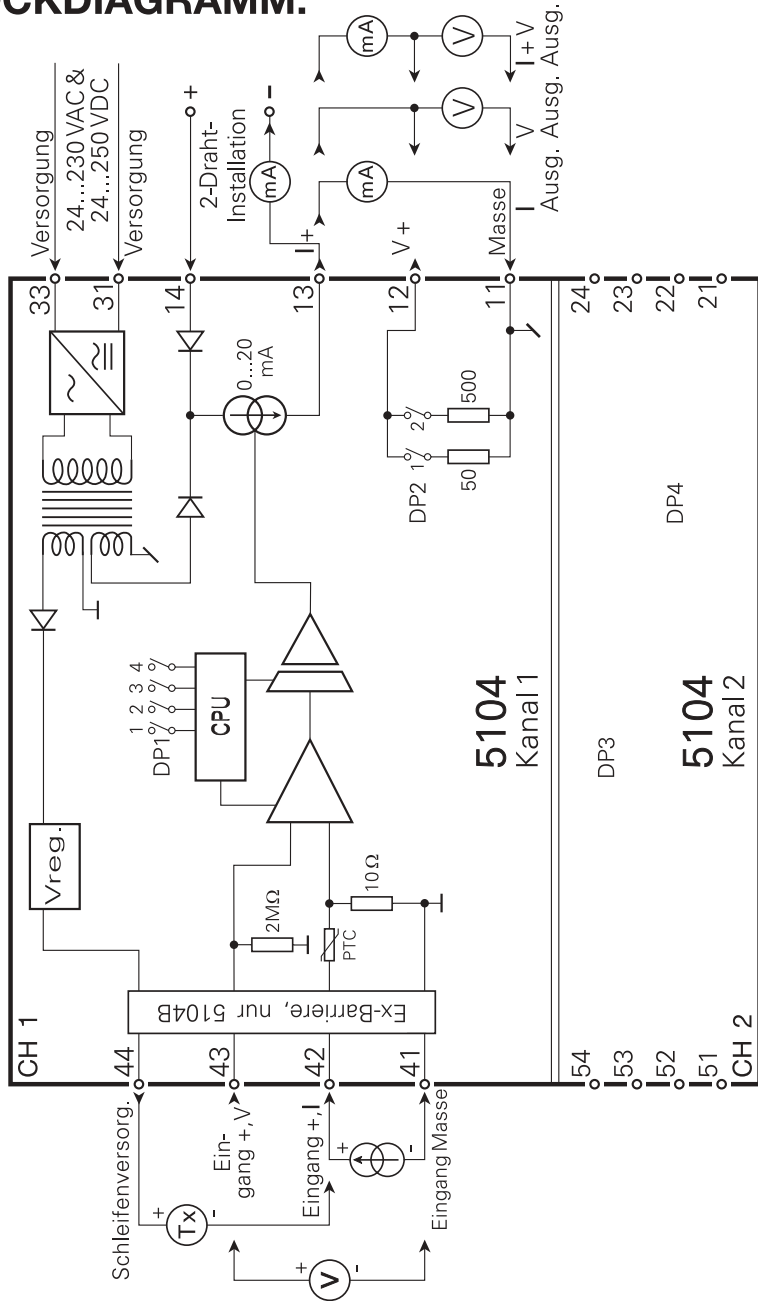 CKDIAGRAMM:
Versorgung
24...230 VAC &
24...250 VDC
Versorgung
+
2-Draht-
Installation
-
mA
I+
V +
Masse
mA
mA
V
V
I
V
I + V
Ausg. Ausg. Ausg.
33
31
14
13
12
11
24
23
22
21
0...20
mA
2
1
500
50
DP2
DP4
1 2 3 4
DP1
CPU
Vreg.
2MΩ
PTC
10 Ω
5104
Kanal 1
DP3
5104
Kanal 2
Ex-Barriere, nur 5104B
CH 1
44
43
42
41
54
53
52
51
CH 2
Schleifenversorg.
Ein-
gang +,V
Eingang +,I
Eingang Masse
+
Tx
-
+
-
+
V
-